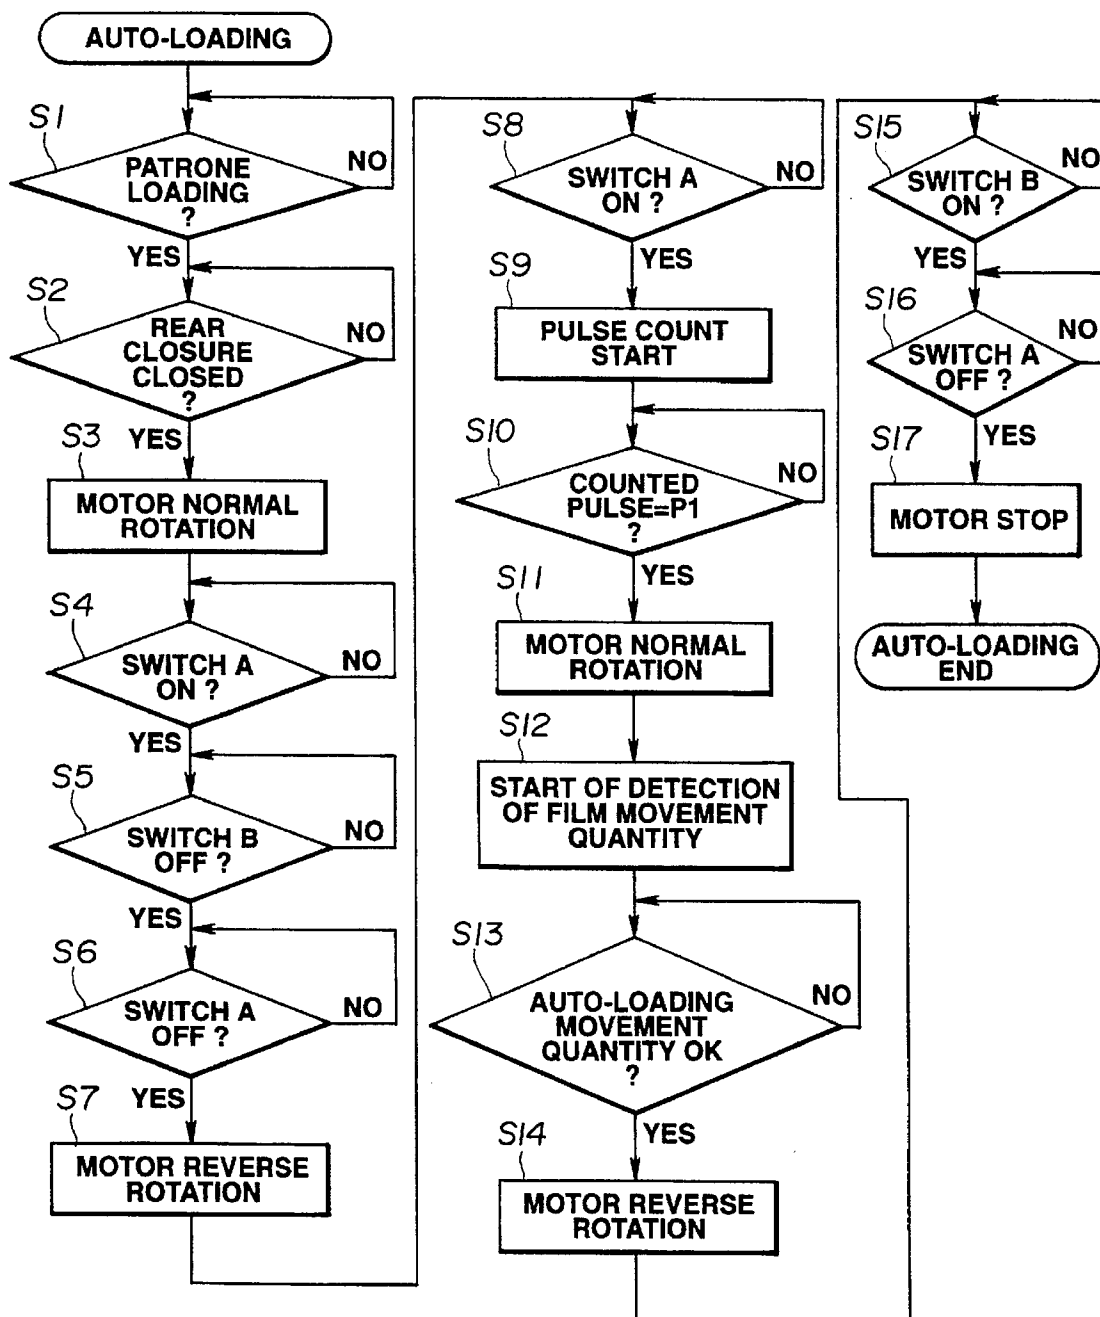 AUTO-LOADING
S1
PATRONE
LOADING
?
NO
YES
S2
REAR
CLOSURE
CLOSED
?
NO
YES
S3
MOTOR NORMAL
ROTATION
S4
SWITCH A
ON ?
NO
YES
S5
SWITCH B
OFF ?
NO
YES
S6
SWITCH A
OFF ?
NO
YES
S7
MOTOR REVERSE
ROTATION
S8
SWITCH A
ON ?
NO
YES
S9
PULSE COUNT
START
S10
COUNTED
PULSE=P1
?
NO
YES
S11
MOTOR NORMAL
ROTATION
S12
START OF DETECTION
OF FILM MOVEMENT
QUANTITY
S13
AUTO-LOADING
MOVEMENT
QUANTITY OK
?
NO
YES
S14
MOTOR REVERSE
ROTATION
S15
SWITCH B
ON ?
NO
YES
S16
SWITCH A
OFF ?
NO
YES
S17
MOTOR STOP
AUTO-LOADING
END